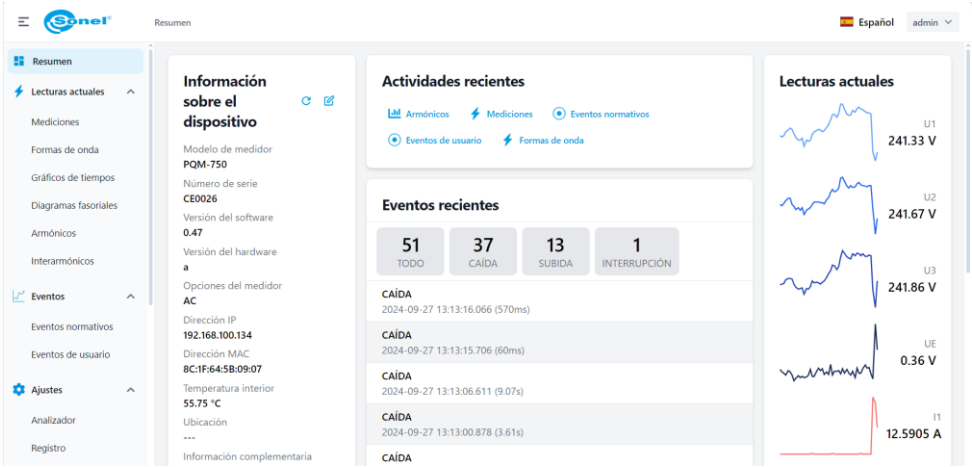 Sonel®
Resumen
Español
admin
Resumen
Lecturas actuales
Mediciones
Formas de onda
Gráficos de tiempos
Diagramas fasoriales
Armónicos
Interarmónicos
Eventos
Eventos normativos
Eventos de usuario
Ajustes
Analizador
Registro
Información
sobre el
dispositivo
Modelo de medidor
PQM-750
Número de serie
CE0026
Versión del software
0.47
Versión del hardware
a
Opciones del medidor
AC
Dirección IP
192.168.100.134
Dirección MAC
8C:1F:64:5B:09:07
Temperatura interior
55.75 °C
Ubicación
---
Información complementaria
Actividades recientes
Armónicos Mediciones Eventos normativos
Eventos de usuario Formas de onda
Eventos recientes
51 37 13 1
TODO CAÍDA SUBIDA INTERRUPCIÓN
CAÍDA
2024-09-27 13:13:16.066 (570ms)
CAÍDA
2024-09-27 13:13:15.706 (60ms)
CAÍDA
2024-09-27 13:13:06.611 (9.07s)
CAÍDA
2024-09-27 13:13:00.878 (3.61s)
CAÍDA
Lecturas actuales
U1
241.33 V
U2
241.67 V
U3
241.86 V
UE
0.36 V
I1
12.5905 A